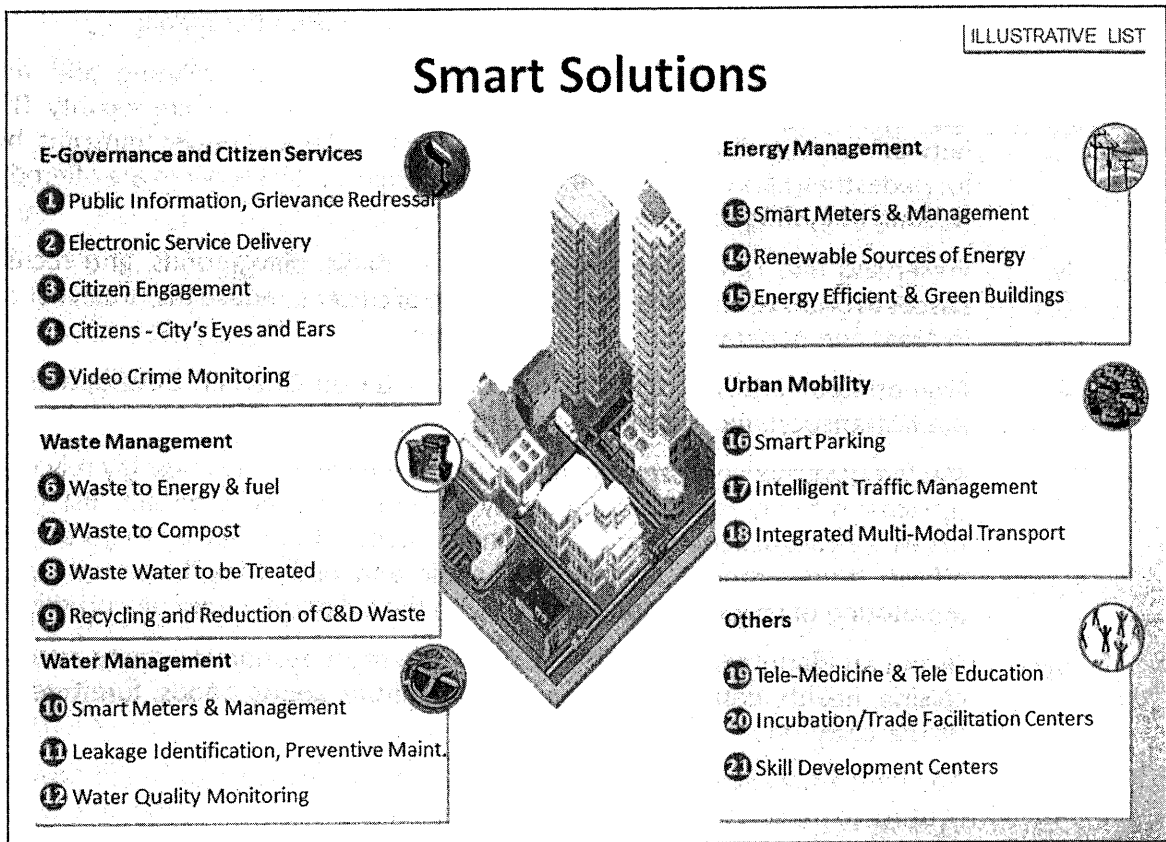 ILLUSTRATIVE LIST
Smart Solutions
E-Governance and Citizen Services
1 Public Information, Grievance Redressal
2 Electronic Service Delivery
3 Citizen Engagement
4 Citizens - City's Eyes and Ears
5 Video Crime Monitoring
Waste Management
6 Waste to Energy & fuel
7 Waste to Compost
8 Waste Water to be Treated
9 Recycling and Reduction of C&D Waste
Water Management
10 Smart Meters & Management
11 Leakage Identification, Preventive Maint.
12 Water Quality Monitoring
Energy Management
13 Smart Meters & Management
14 Renewable Sources of Energy
15 Energy Efficient & Green Buildings
Urban Mobility
16 Smart Parking
17 Intelligent Traffic Management
18 Integrated Multi-Modal Transport
Others
19 Tele-Medicine & Tele Education
20 Incubation/Trade Facilitation Centers
21 Skill Development Centers